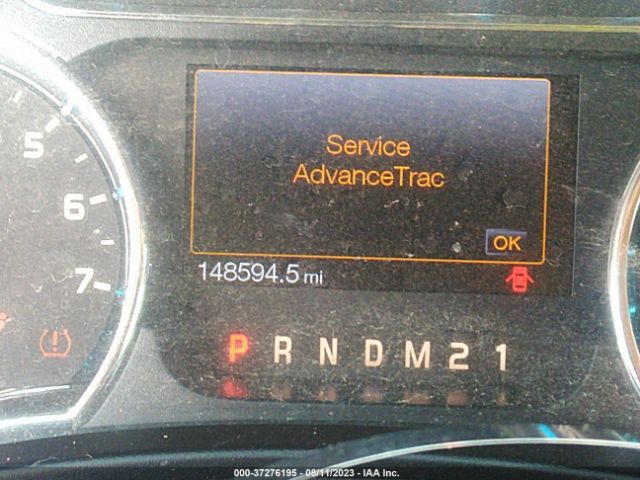 Service
AdvanceTrac
OK
148594.5 mi
5
6
7
P R N D M 2 1
000-37276195 - 08/11/2023 - IAA Inc.